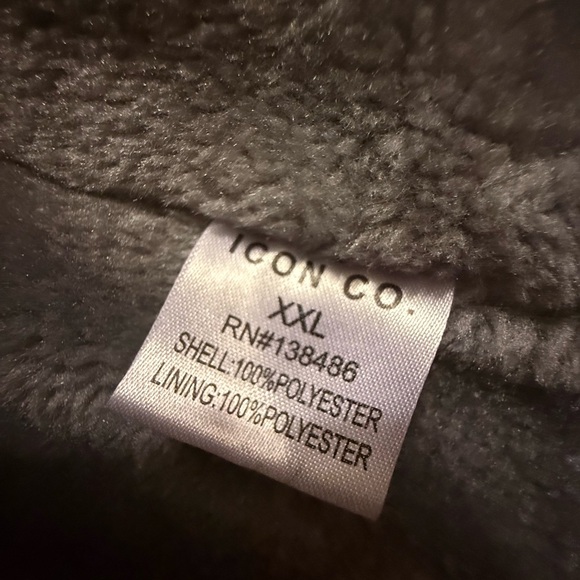 ICON CO.
XXL
RN#138486
SHELL:100%POLYESTER
LINING:100%POLYESTER